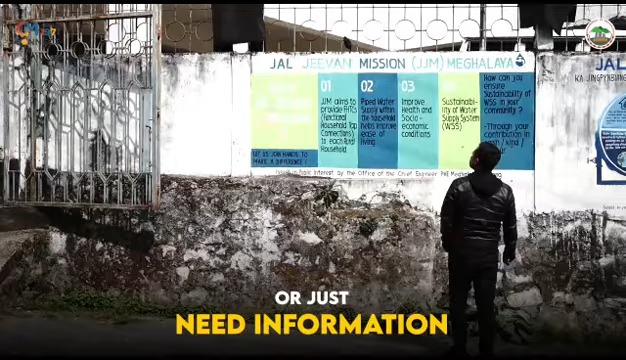 JAL JEEVAN MISSION (JJM) MEGHALAYA
01
JJM aims to
provide FHTCs
(Functional
Household Tap
Connections)
to each Rural
Household
02
Piped Water
Supply within
the household
helps improve
ease of
living
03
Improve
Health and
Socio-
economic
conditions
04
Sustainabi-
lity of Water
Supply System
(WSS)
How can you
ensure
Sustainability of
WSS in your
community ?
-Through your
contribution in
cash / kind /
LET US JOIN HANDS TO
MAKE A DIFFERENCE !
Issued in Public Interest by the Office of the Chief Engineer PHE
JAL
KA JINGPYNBUNG
OR JUST
NEED INFORMATION